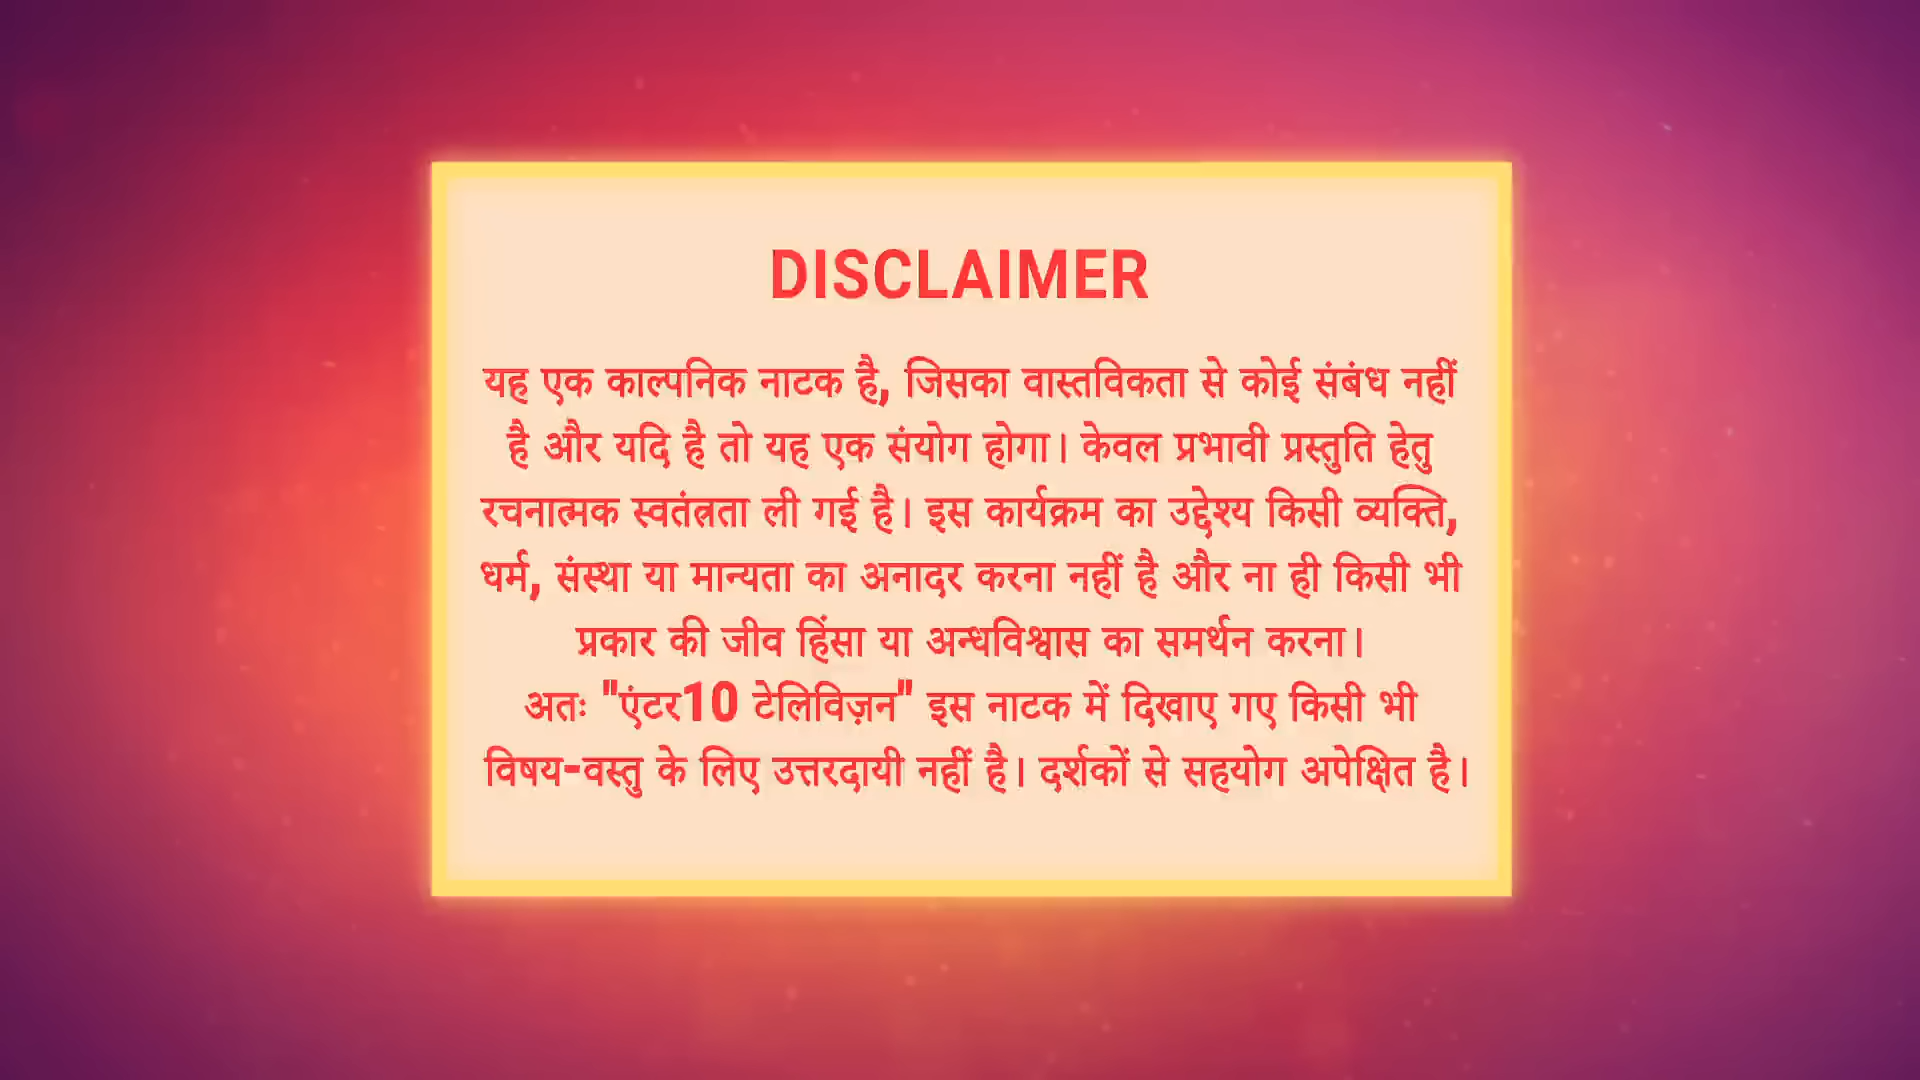 DISCLAIMER
यह एक काल्पनिक नाटक है, जिसका वास्तविकता से कोई संबंध नहीं
है और यदि है तो यह एक संयोग होगा। केवल प्रभावी प्रस्तुति हेतु
रचनात्मक स्वतंत्रता ली गई है। इस कार्यक्रम का उद्देश्य किसी व्यक्ति,
धर्म, संस्था या मान्यता का अनादर करना नहीं है और ना ही किसी भी
प्रकार की जीव हिंसा या अन्धविश्वास का समर्थन करना।
अतः "एंटर10 टेलिविज़न" इस नाटक में दिखाए गए किसी भी
विषय-वस्तु के लिए उत्तरदायी नहीं है। दर्शकों से सहयोग अपेक्षित है।